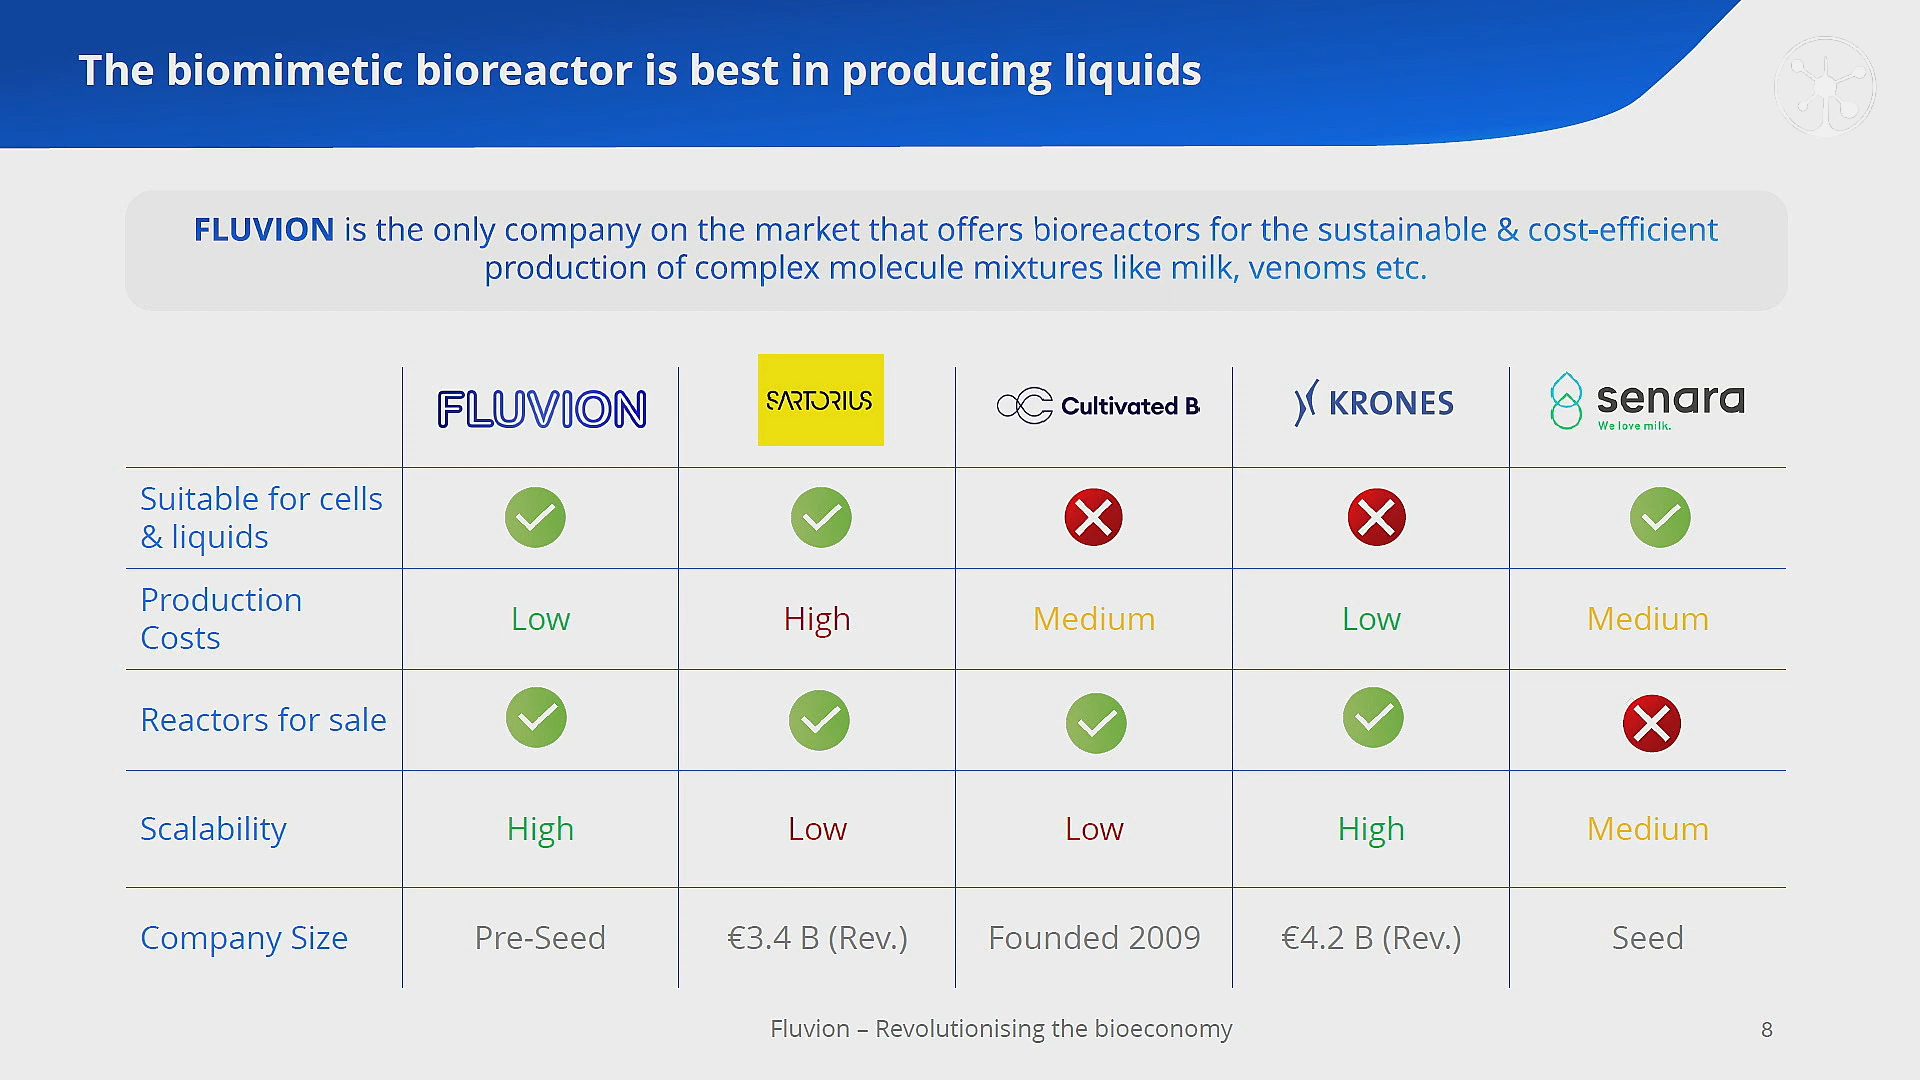 The biomimetic bioreactor is best in producing liquids
FLUVION is the only company on the market that offers bioreactors for the sustainable & cost-efficient
production of complex molecule mixtures like milk, venoms etc.
FLUVION
SARTORIUS
Cultivated B
KRONES
senara
We love milk.
Suitable for cells
& liquids
Production
Costs
Low
High
Medium
Low
Medium
Reactors for sale
Scalability
High
Low
Low
High
Medium
Company Size
Pre-Seed
€3.4 B (Rev.)
Founded 2009
€4.2 B (Rev.)
Seed
Fluvion – Revolutionising the bioeconomy
8